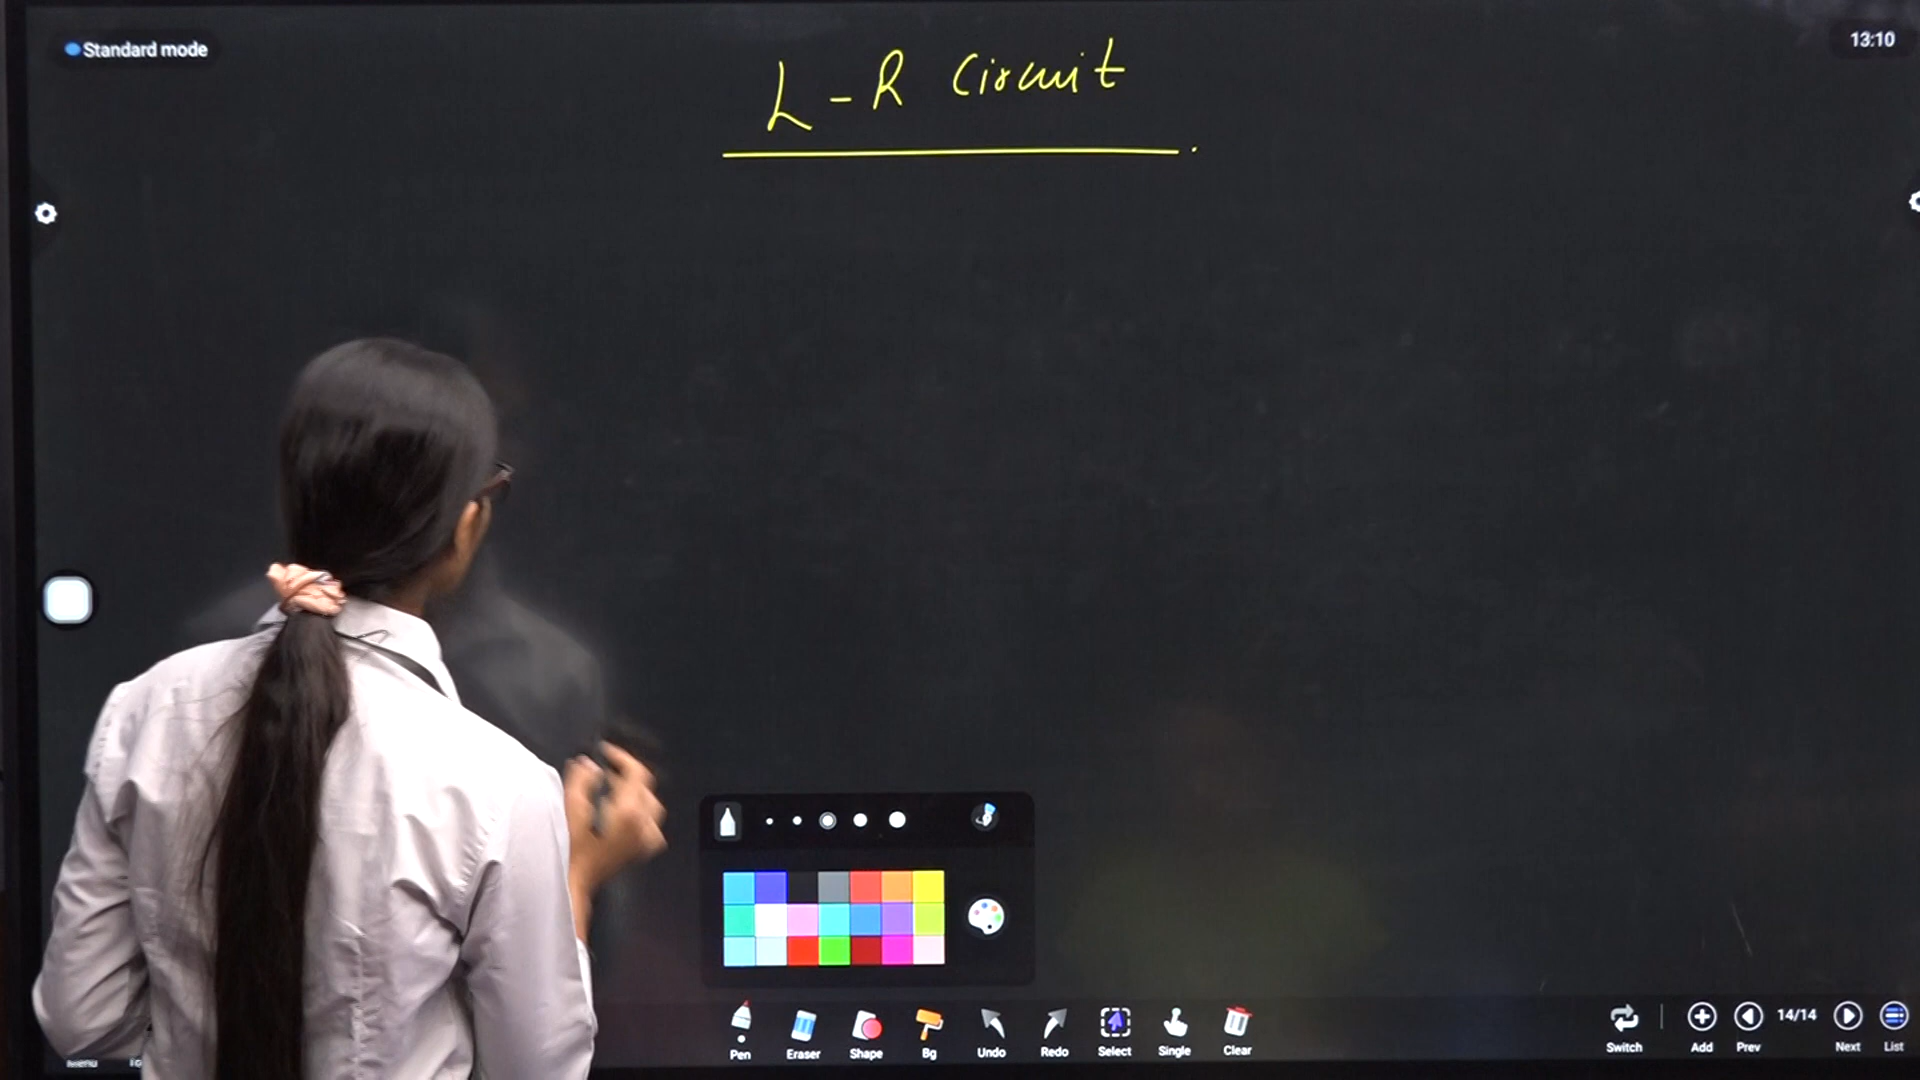 Standard mode
13:10
L-R Circuit
Pen Eraser Shape Bg Undo Redo Select Single Clear
Switch Add Prev 14/14 Next List
Menu